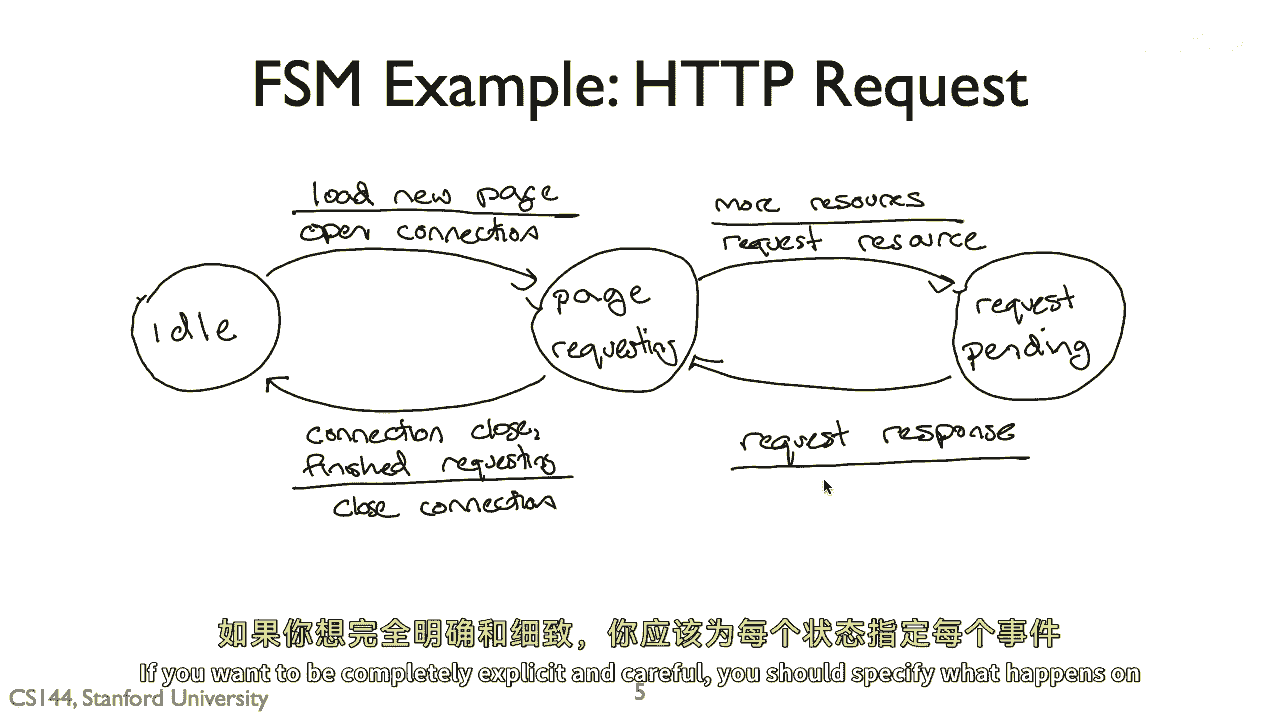 FSM Example: HTTP Request
load new page
open connection
more resources
request resource
idle
page
requesting
request
pending
connection close,
finished requesting
close connection
request response
如果你想完全明确和细致，你应该为每个状态指定每个事件
If you want to be completely explicit and careful, you should specify what happens on
CS144, Stanford University
5